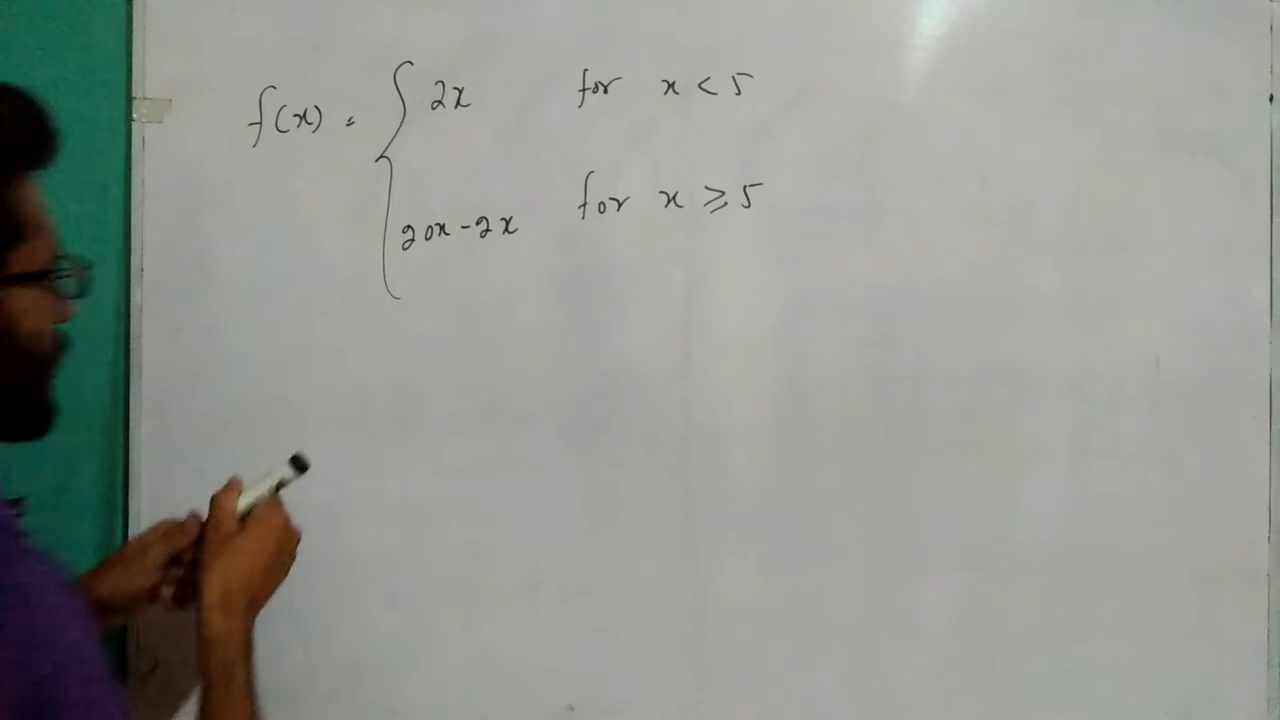 f(x) = { 2x for x < 5
20x - 2x for x ≥ 5